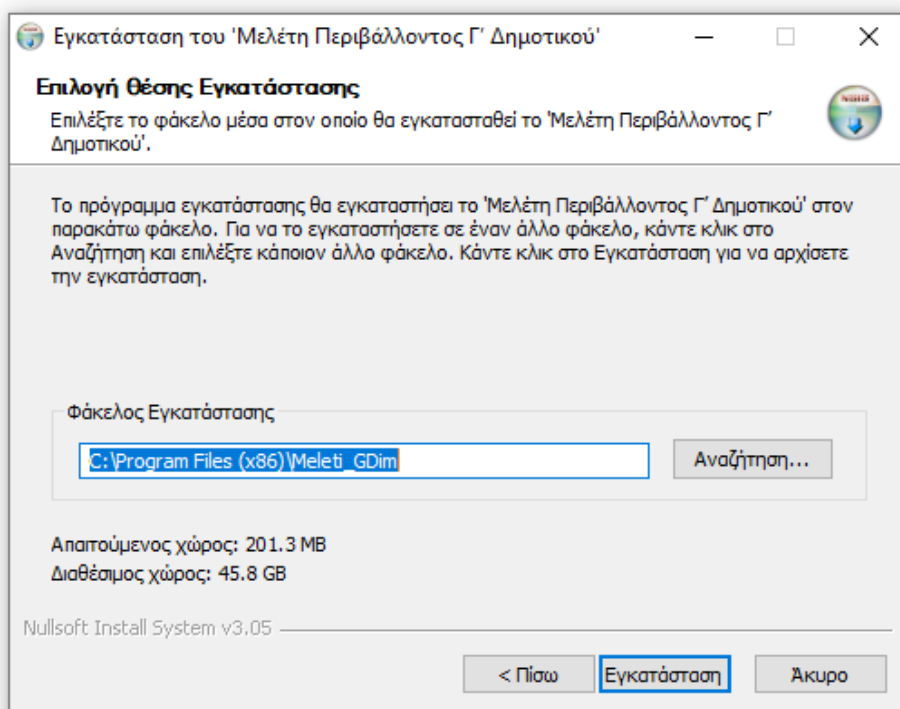 Εγκατάσταση του 'Μελέτη Περιβάλλοντος Γ΄ Δημοτικού'
Επιλογή Θέσης Εγκατάστασης
Επιλέξτε το φάκελο μέσα στον οποίο θα εγκατασταθεί το 'Μελέτη Περιβάλλοντος Γ΄
Δημοτικού'.
Το πρόγραμμα εγκατάστασης θα εγκαταστήσει το 'Μελέτη Περιβάλλοντος Γ΄ Δημοτικού' στον
παρακάτω φάκελο. Για να το εγκαταστήσετε σε έναν άλλο φάκελο, κάντε κλικ στο
Αναζήτηση και επιλέξτε κάποιον άλλο φάκελο. Κάντε κλικ στο Εγκατάσταση για να αρχίσετε
την εγκατάσταση.
Φάκελος Εγκατάστασης
C:\Program Files (x86)\Meleti_GDim
Αναζήτηση...
Απαιτούμενος χώρος: 201.3 MB
Διαθέσιμος χώρος: 45.8 GB
Nullsoft Install System v3.05
< Πίσω
Εγκατάσταση
Άκυρο